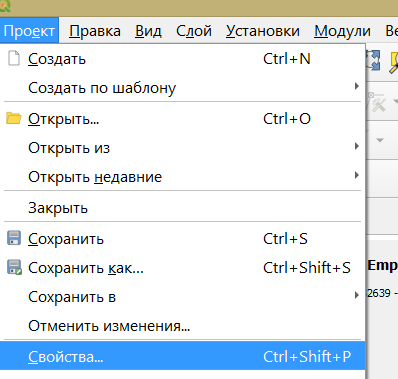 Проект Правка Вид Слой Установки Модули Ве
Создать Ctrl+N
Создать по шаблону
Открыть... Ctrl+O
Открыть из
Открыть недавние
Закрыть
Сохранить Ctrl+S
Сохранить как... Ctrl+Shift+S
Emp
Сохранить в
2639 -
Отменить изменения...
Свойства... Ctrl+Shift+P